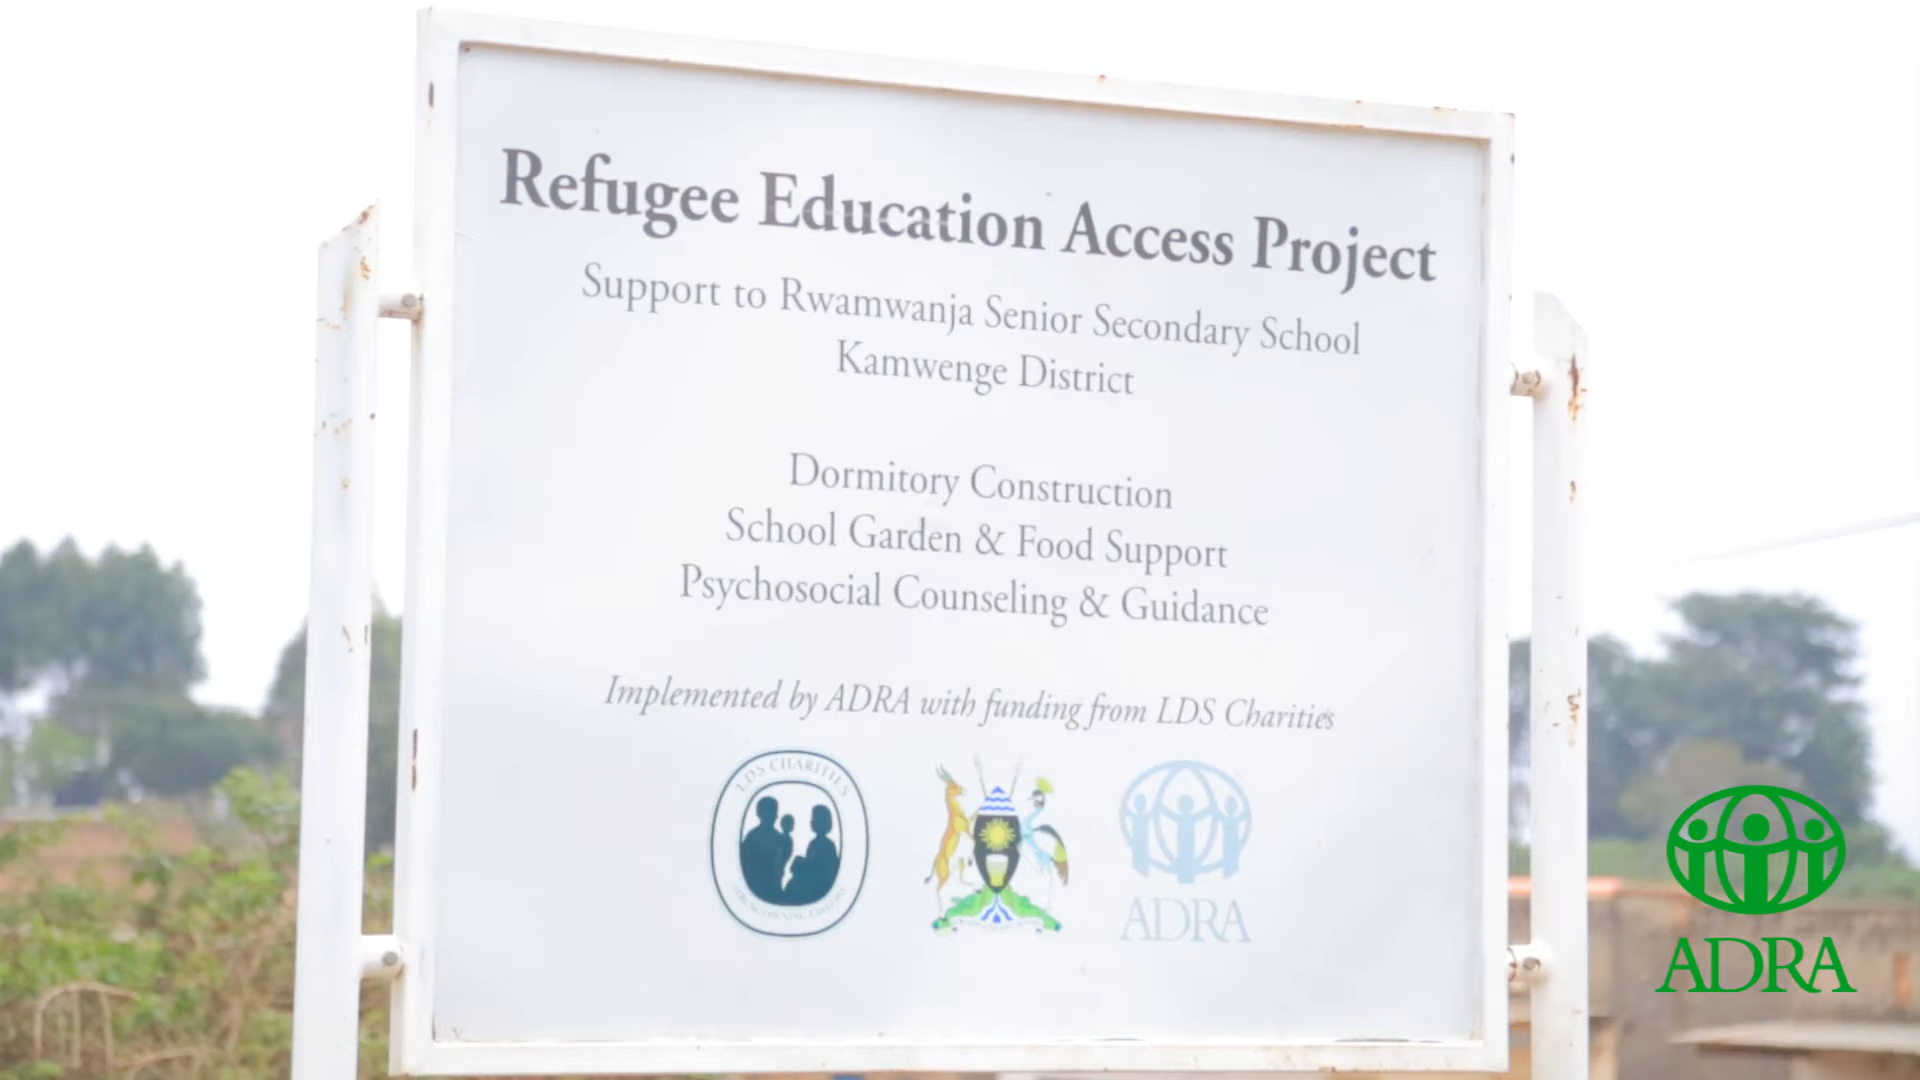 Refugee Education Access Project
Support to Rwamwanja Senior Secondary School
Kamwenge District
Dormitory Construction
School Garden & Food Support
Psychosocial Counseling & Guidance
Implemented by ADRA with funding from LDS Charities
LDS CHARITIES
ADRA
ADRA